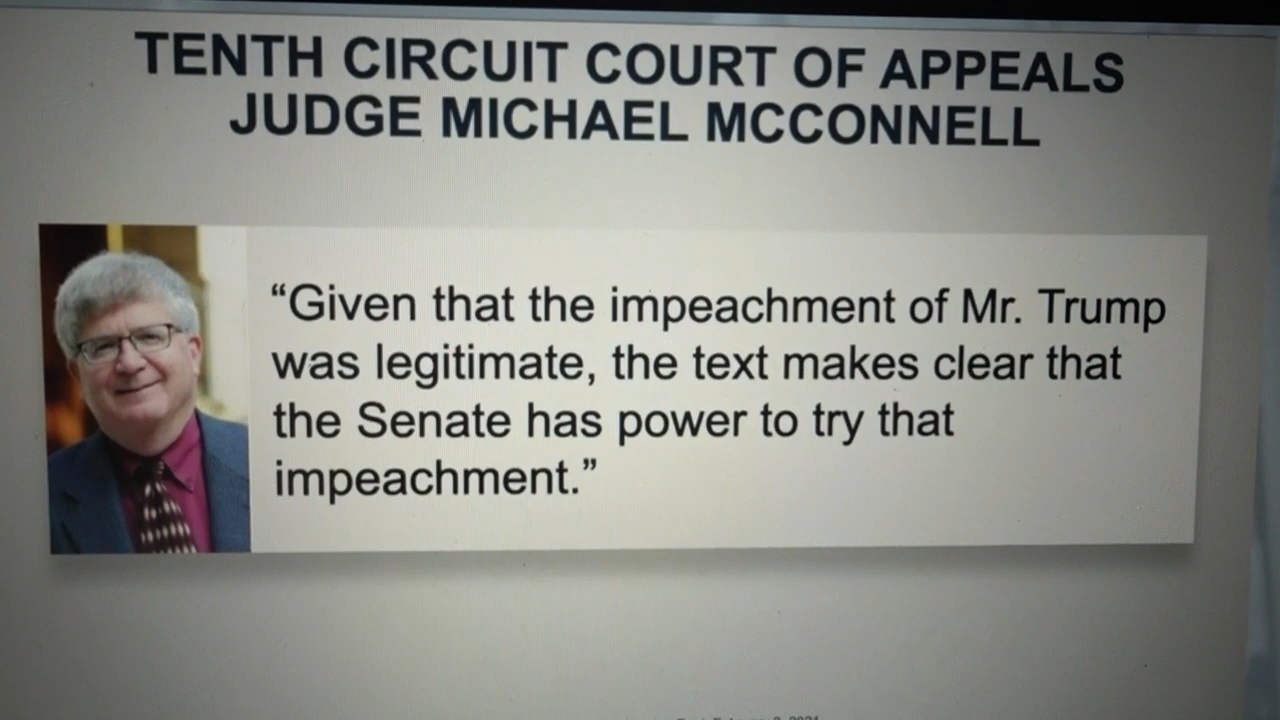 TENTH CIRCUIT COURT OF APPEALS
JUDGE MICHAEL MCCONNELL
“Given that the impeachment of Mr. Trump
was legitimate, the text makes clear that
the Senate has power to try that
impeachment.”